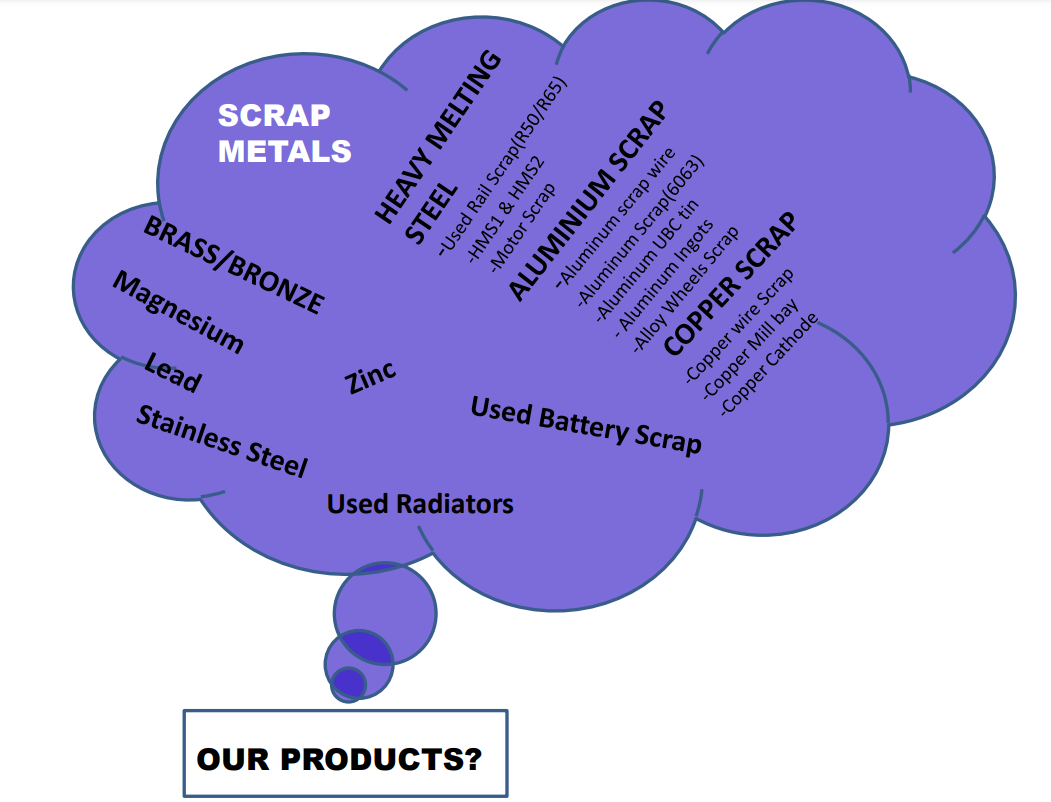 SCRAP
METALS
HEAVY MELTING
STEEL
-Used Rail Scrap(R50/R65)
-HMS1 & HMS2
-Motor Scrap
ALUMINIUM SCRAP
-Aluminum scrap wire
-Aluminum Scrap(6063)
-Aluminum UBC tin
- Aluminum Ingots
-Alloy Wheels Scrap
COPPER SCRAP
-Copper wire Scrap
-Copper Mill bay
-Copper Cathode
BRASS/BRONZE
Magnesium
Lead
Zinc
Stainless Steel
Used Battery Scrap
Used Radiators
OUR PRODUCTS?